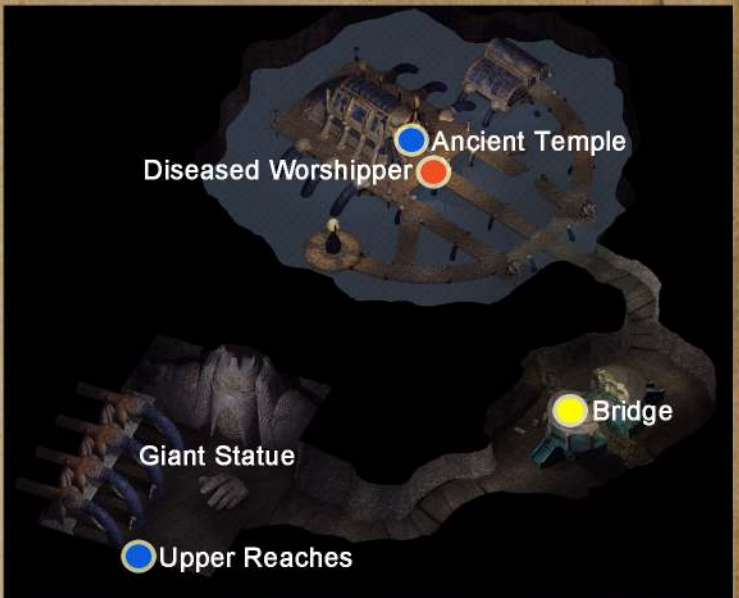 Ancient Temple
Diseased Worshipper
Bridge
Giant Statue
Upper Reaches